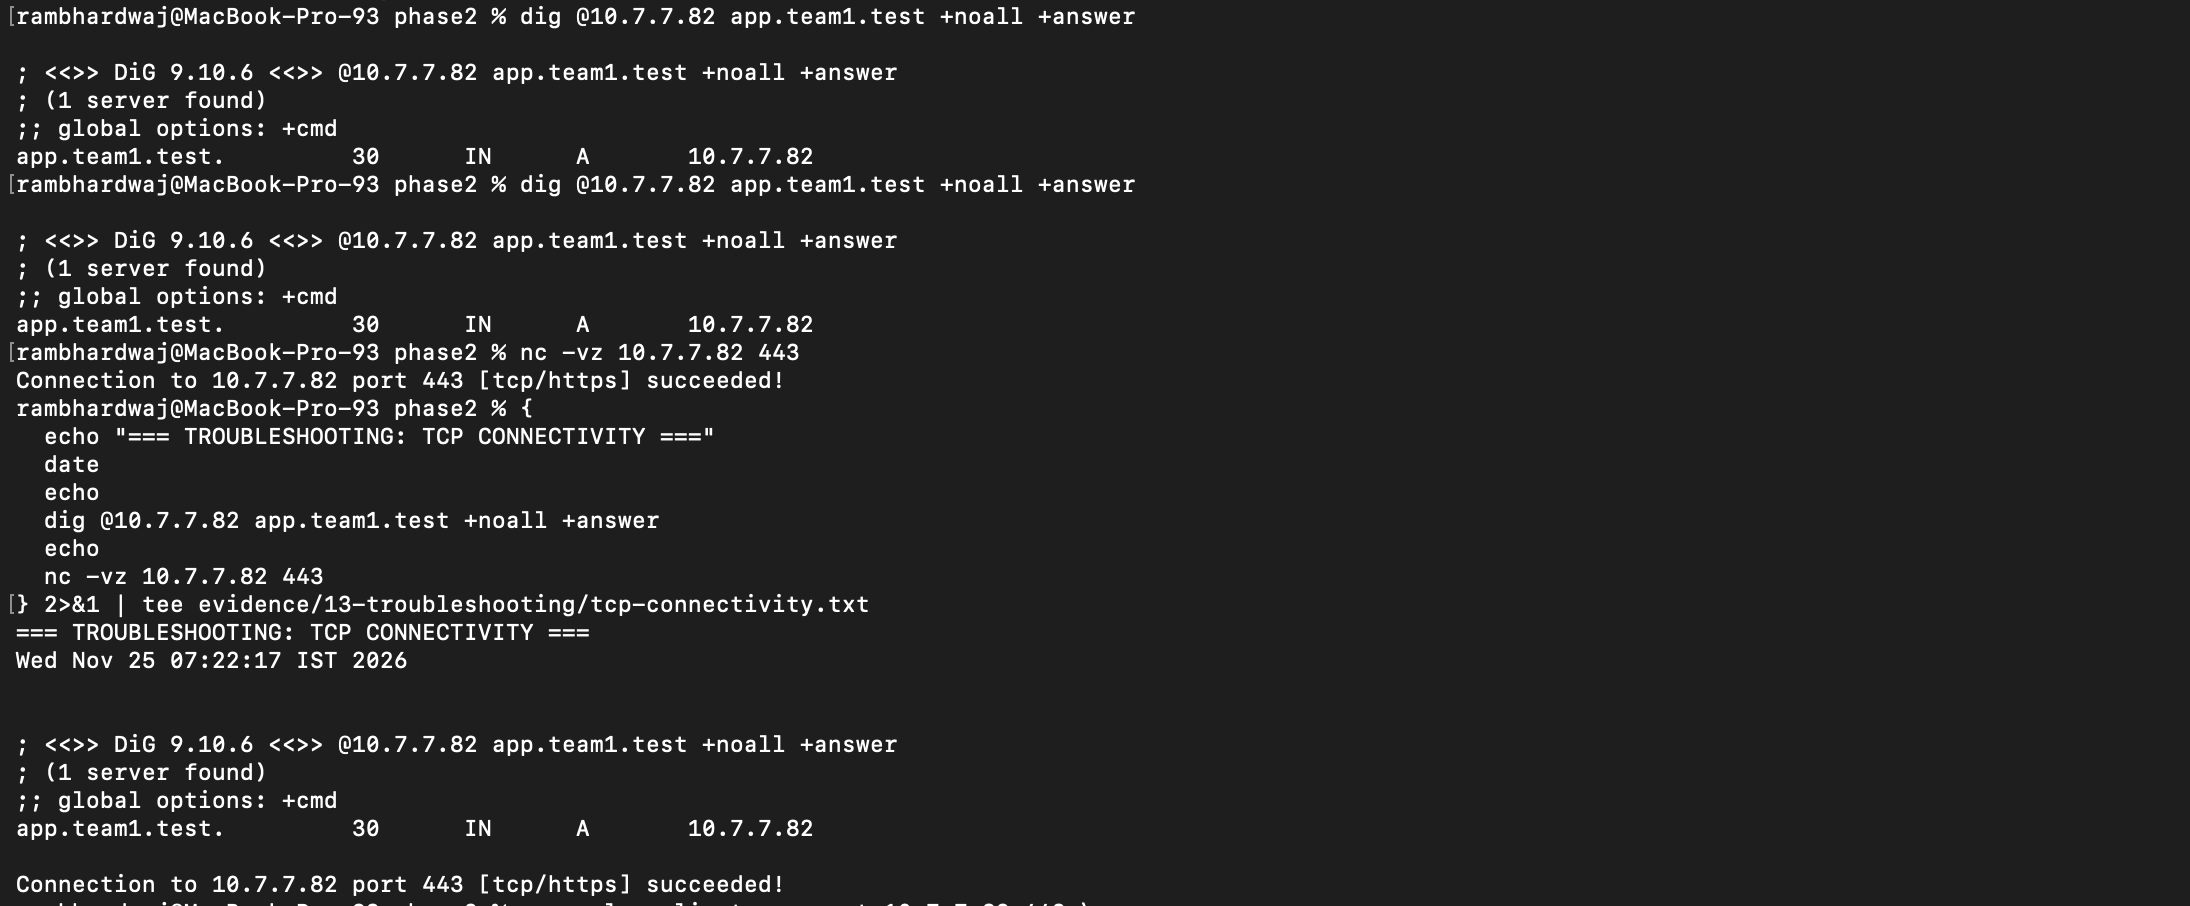 [rambhardwaj@MacBook-Pro-93 phase2 % dig @10.7.7.82 app.team1.test +noall +answer
; <<>> DiG 9.10.6 <<>> @10.7.7.82 app.team1.test +noall +answer
; (1 server found)
;; global options: +cmd
app.team1.test. 30 IN A 10.7.7.82
[rambhardwaj@MacBook-Pro-93 phase2 % dig @10.7.7.82 app.team1.test +noall +answer
; <<>> DiG 9.10.6 <<>> @10.7.7.82 app.team1.test +noall +answer
; (1 server found)
;; global options: +cmd
app.team1.test. 30 IN A 10.7.7.82
[rambhardwaj@MacBook-Pro-93 phase2 % nc -vz 10.7.7.82 443
Connection to 10.7.7.82 port 443 [tcp/https] succeeded!
rambhardwaj@MacBook-Pro-93 phase2 % {
echo "=== TROUBLESHOOTING: TCP CONNECTIVITY ==="
date
echo
dig @10.7.7.82 app.team1.test +noall +answer
echo
nc -vz 10.7.7.82 443
[} 2>&1 | tee evidence/13-troubleshooting/tcp-connectivity.txt
=== TROUBLESHOOTING: TCP CONNECTIVITY ===
Wed Nov 25 07:22:17 IST 2026
; <<>> DiG 9.10.6 <<>> @10.7.7.82 app.team1.test +noall +answer
; (1 server found)
;; global options: +cmd
app.team1.test. 30 IN A 10.7.7.82
Connection to 10.7.7.82 port 443 [tcp/https] succeeded!